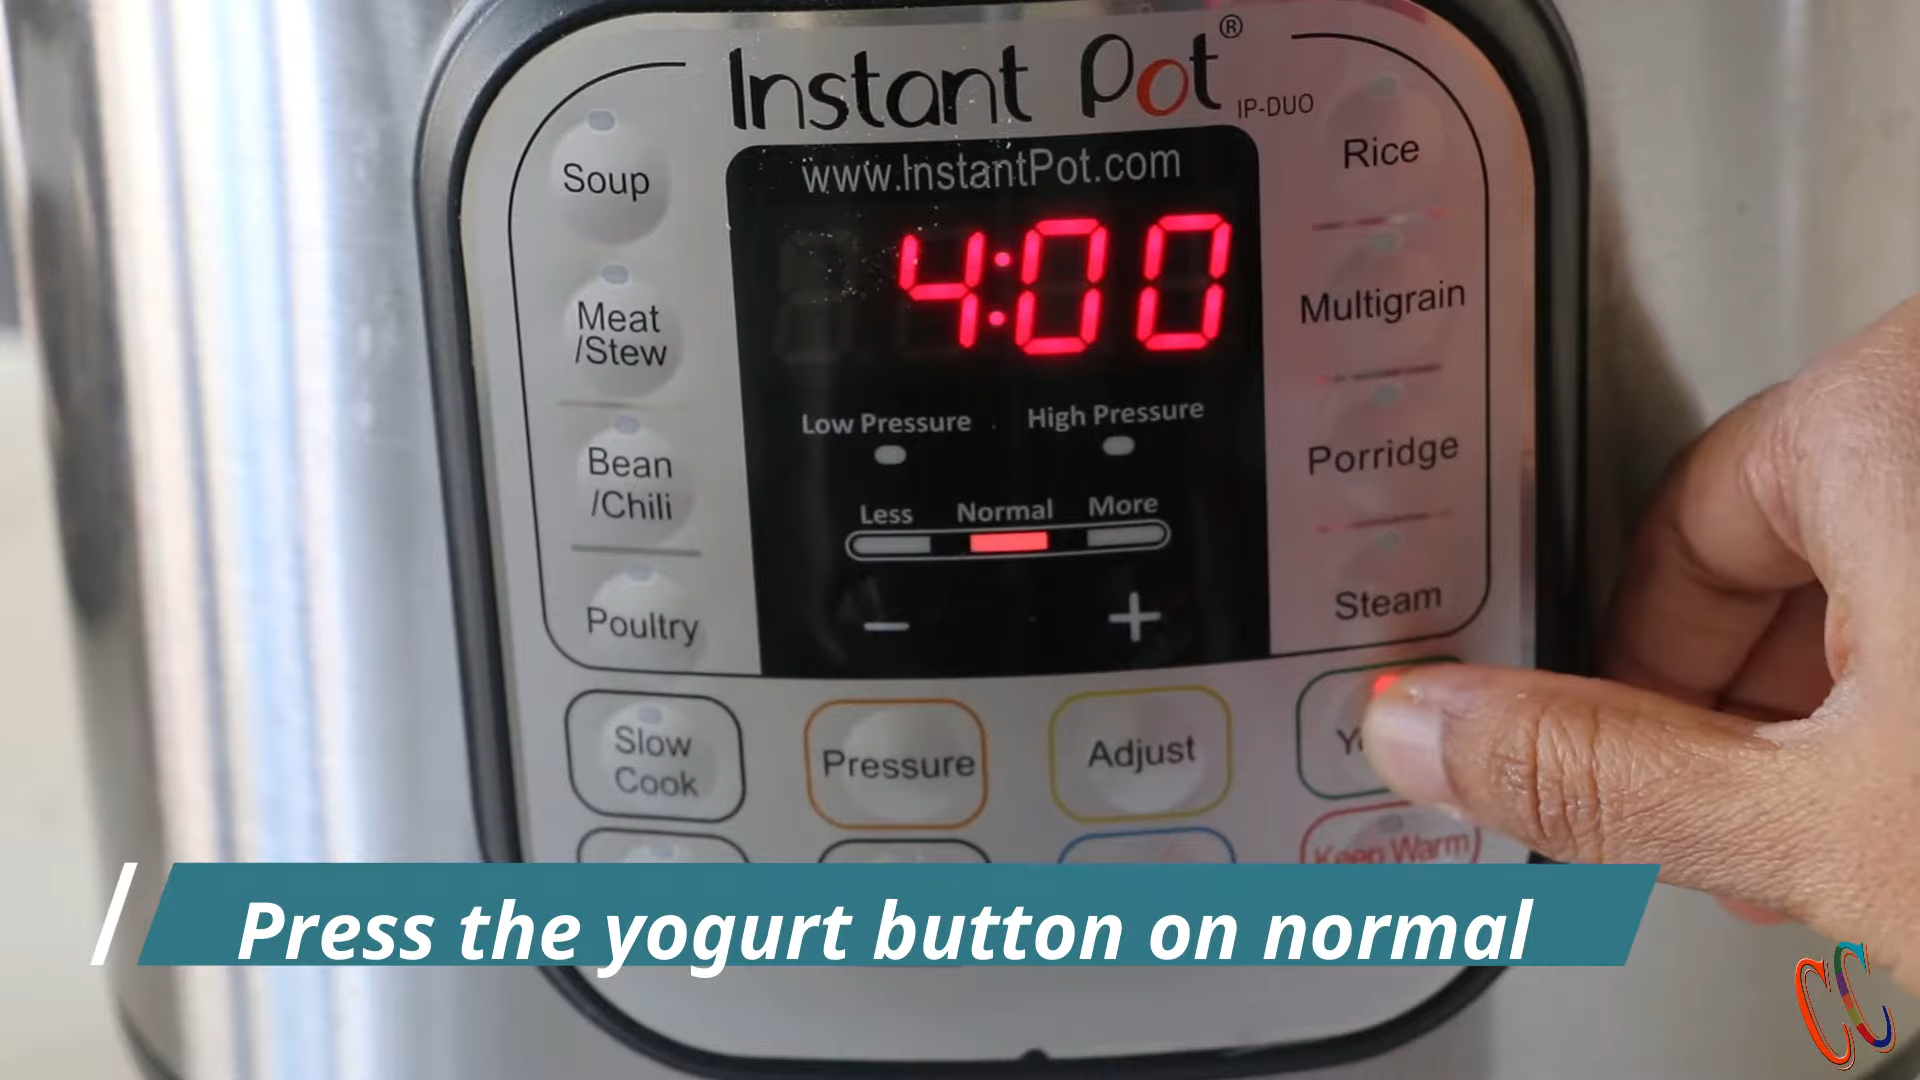 Instant Pot®
IP-DUO
www.InstantPot.com
4:00
Low Pressure
High Pressure
Less
Normal
More
−
+
Soup
Meat
/Stew
Bean
/Chili
Poultry
Rice
Multigrain
Porridge
Steam
Slow
Cook
Pressure
Adjust
Keep Warm
Press the yogurt button on normal
CC